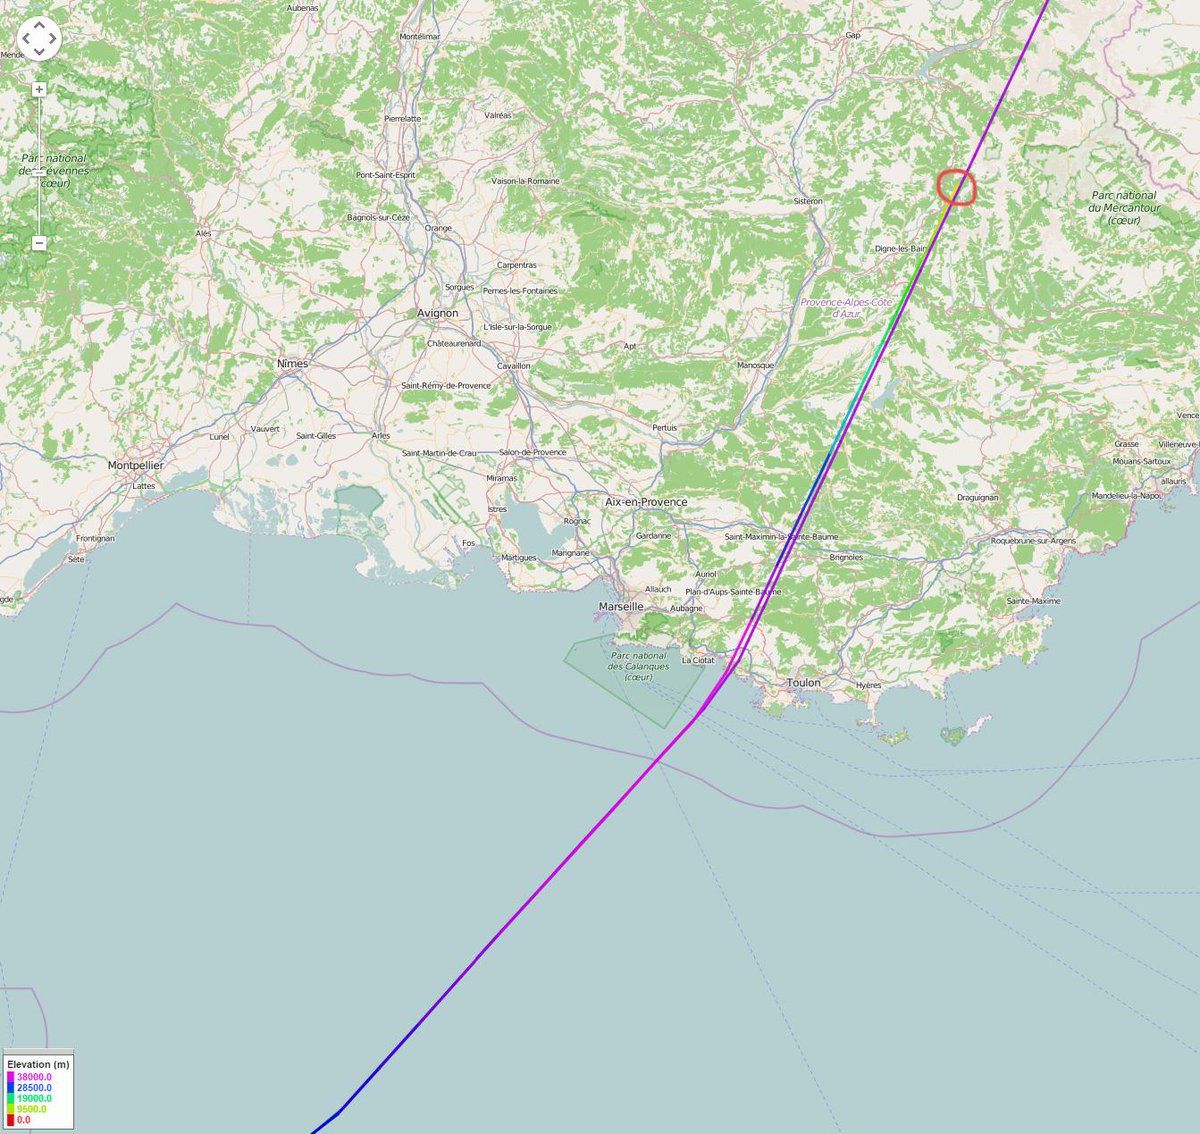 Aubenas
Montélimar
Gap
Mende
Pierrelatte
Valréas
Parc national
des Cévennes
(cœur)
Pont-Saint-Esprit
Vaison-la-Romaine
Parc national
du Mercantour
(cœur)
Sisteron
Bagnols-sur-Cèze
Orange
Alès
Digne-les-Bain
Carpentras
Sorgues
Pernes-les-Fontaines
Provence-Alpes-Côte
d'Azur
Avignon
L'Isle-sur-la-Sorgue
Châteaurenard
Apt
Nîmes
Cavaillon
Manosque
Saint-Rémy-de-Provence
Vence
Vauvert
Pertuis
Lunel
Saint-Gilles
Arles
Grasse
Villeneuve-
Saint-Martin-de-Crau
Salon-de-Provence
Montpellier
Mouans-Sartoux
Miramas
allauris
Lattes
Mandelieu-la-Napou
Draguignan
Aix-en-Provence
Istres
Rognac
Frontignan
Gardanne
Saint-Maximin-la-Sainte-Baume
Roquebrune-sur-Argens
Fos
Sète
Martigues
Marignane
Brignoles
Auriol
Allauch
Plan-d'Aups-Sainte-Baume
gde
Marseille
Aubagne
Sainte-Maxime
Parc national
des Calanques
(cœur)
La Ciotat
Toulon
Hyères
Elevation (m)
38000.0
28500.0
19000.0
9500.0
0.0